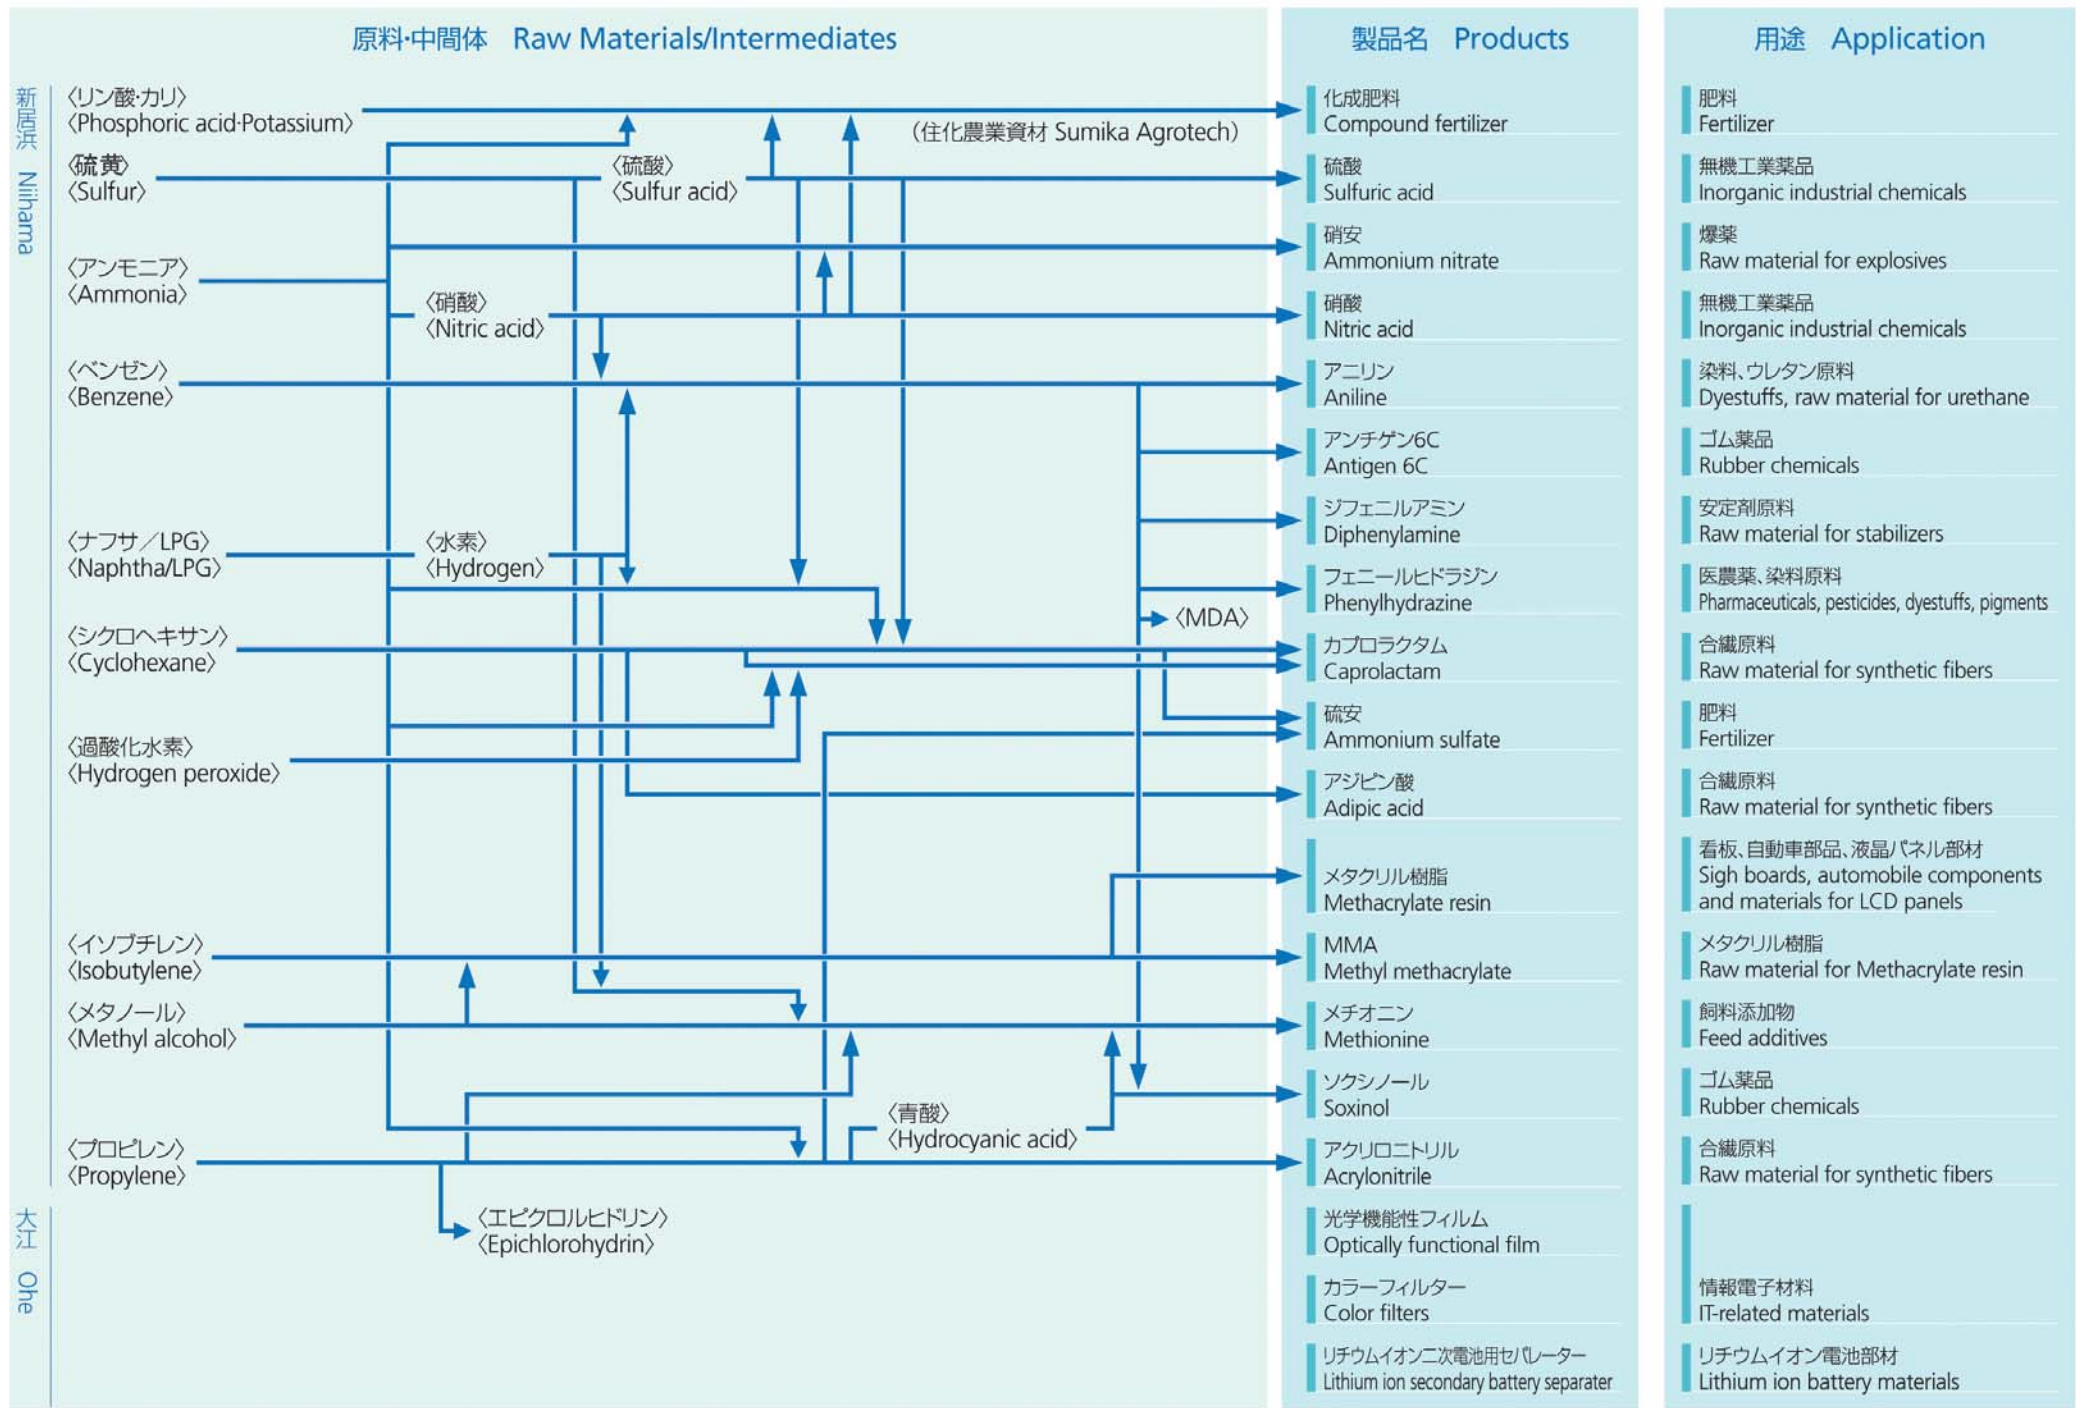 原料・中間体 Raw Materials/Intermediates
製品名 Products
用途 Application
新居浜 Niihama
〈リン酸・カリ〉
〈Phosphoric acid·Potassium〉
〈硫黄〉
〈Sulfur〉
〈アンモニア〉
〈Ammonia〉
〈ベンゼン〉
〈Benzene〉
〈ナフサ／LPG〉
〈Naphtha/LPG〉
〈シクロヘキサン〉
〈Cyclohexane〉
〈過酸化水素〉
〈Hydrogen peroxide〉
〈イソブチレン〉
〈Isobutylene〉
〈メタノール〉
〈Methyl alcohol〉
〈プロピレン〉
〈Propylene〉
（住化農業資材 Sumika Agrotech）
〈硫酸〉
〈Sulfur acid〉
〈硝酸〉
〈Nitric acid〉
〈水素〉
〈Hydrogen〉
〈MDA〉
〈青酸〉
〈Hydrocyanic acid〉
大江 Ohe
〈エピクロルヒドリン〉
〈Epichlorohydrin〉
化成肥料
Compound fertilizer
硫酸
Sulfuric acid
硝安
Ammonium nitrate
硝酸
Nitric acid
アニリン
Aniline
アンチゲン6C
Antigen 6C
ジフェニルアミン
Diphenylamine
フェニールヒドラジン
Phenylhydrazine
カプロラクタム
Caprolactam
硫安
Ammonium sulfate
アジピン酸
Adipic acid
メタクリル樹脂
Methacrylate resin
MMA
Methyl methacrylate
メチオニン
Methionine
ソクシノール
Soxinol
アクリロニトリル
Acrylonitrile
光学機能性フィルム
Optically functional film
カラーフィルター
Color filters
リチウムイオン二次電池用セパレーター
Lithium ion secondary battery separater
肥料
Fertilizer
無機工業薬品
Inorganic industrial chemicals
爆薬
Raw material for explosives
無機工業薬品
Inorganic industrial chemicals
染料、ウレタン原料
Dyestuffs, raw material for urethane
ゴム薬品
Rubber chemicals
安定剤原料
Raw material for stabilizers
医農薬、染料原料
Pharmaceuticals, pesticides, dyestuffs, pigments
合繊原料
Raw material for synthetic fibers
肥料
Fertilizer
合繊原料
Raw material for synthetic fibers
看板、自動車部品、液晶パネル部材
Sigh boards, automobile components
and materials for LCD panels
メタクリル樹脂
Raw material for Methacrylate resin
飼料添加物
Feed additives
ゴム薬品
Rubber chemicals
合繊原料
Raw material for synthetic fibers
情報電子材料
IT-related materials
リチウムイオン電池部材
Lithium ion battery materials